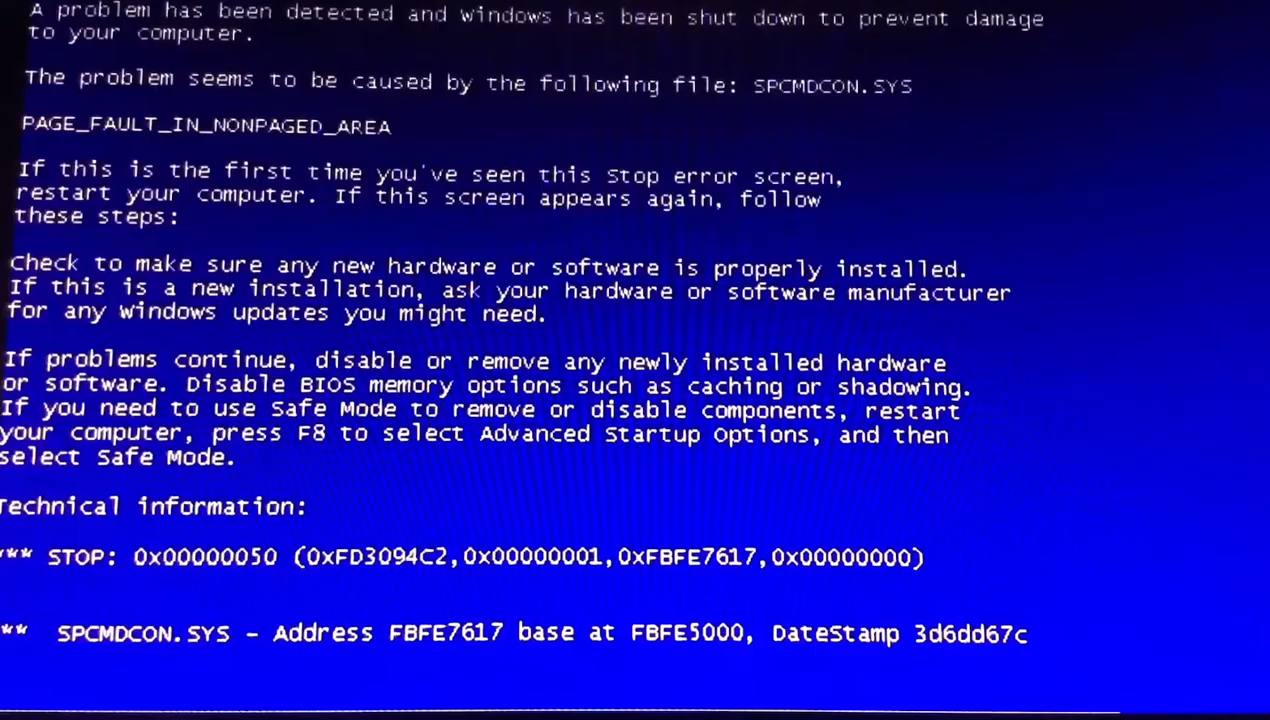 A problem has been detected and Windows has been shut down to prevent damage
to your computer.
The problem seems to be caused by the following file: SPCMDCON.SYS
PAGE_FAULT_IN_NONPAGED_AREA
If this is the first time you've seen this Stop error screen,
restart your computer. If this screen appears again, follow
these steps:
Check to make sure any new hardware or software is properly installed.
If this is a new installation, ask your hardware or software manufacturer
for any Windows updates you might need.
If problems continue, disable or remove any newly installed hardware
or software. Disable BIOS memory options such as caching or shadowing.
If you need to use Safe Mode to remove or disable components, restart
your computer, press F8 to select Advanced Startup Options, and then
select Safe Mode.
Technical information:
*** STOP: 0x00000050 (0xFD3094C2,0x00000001,0xFBFE7617,0x00000000)
** SPCMDCON.SYS - Address FBFE7617 base at FBFE5000, DateStamp 3d6dd67c